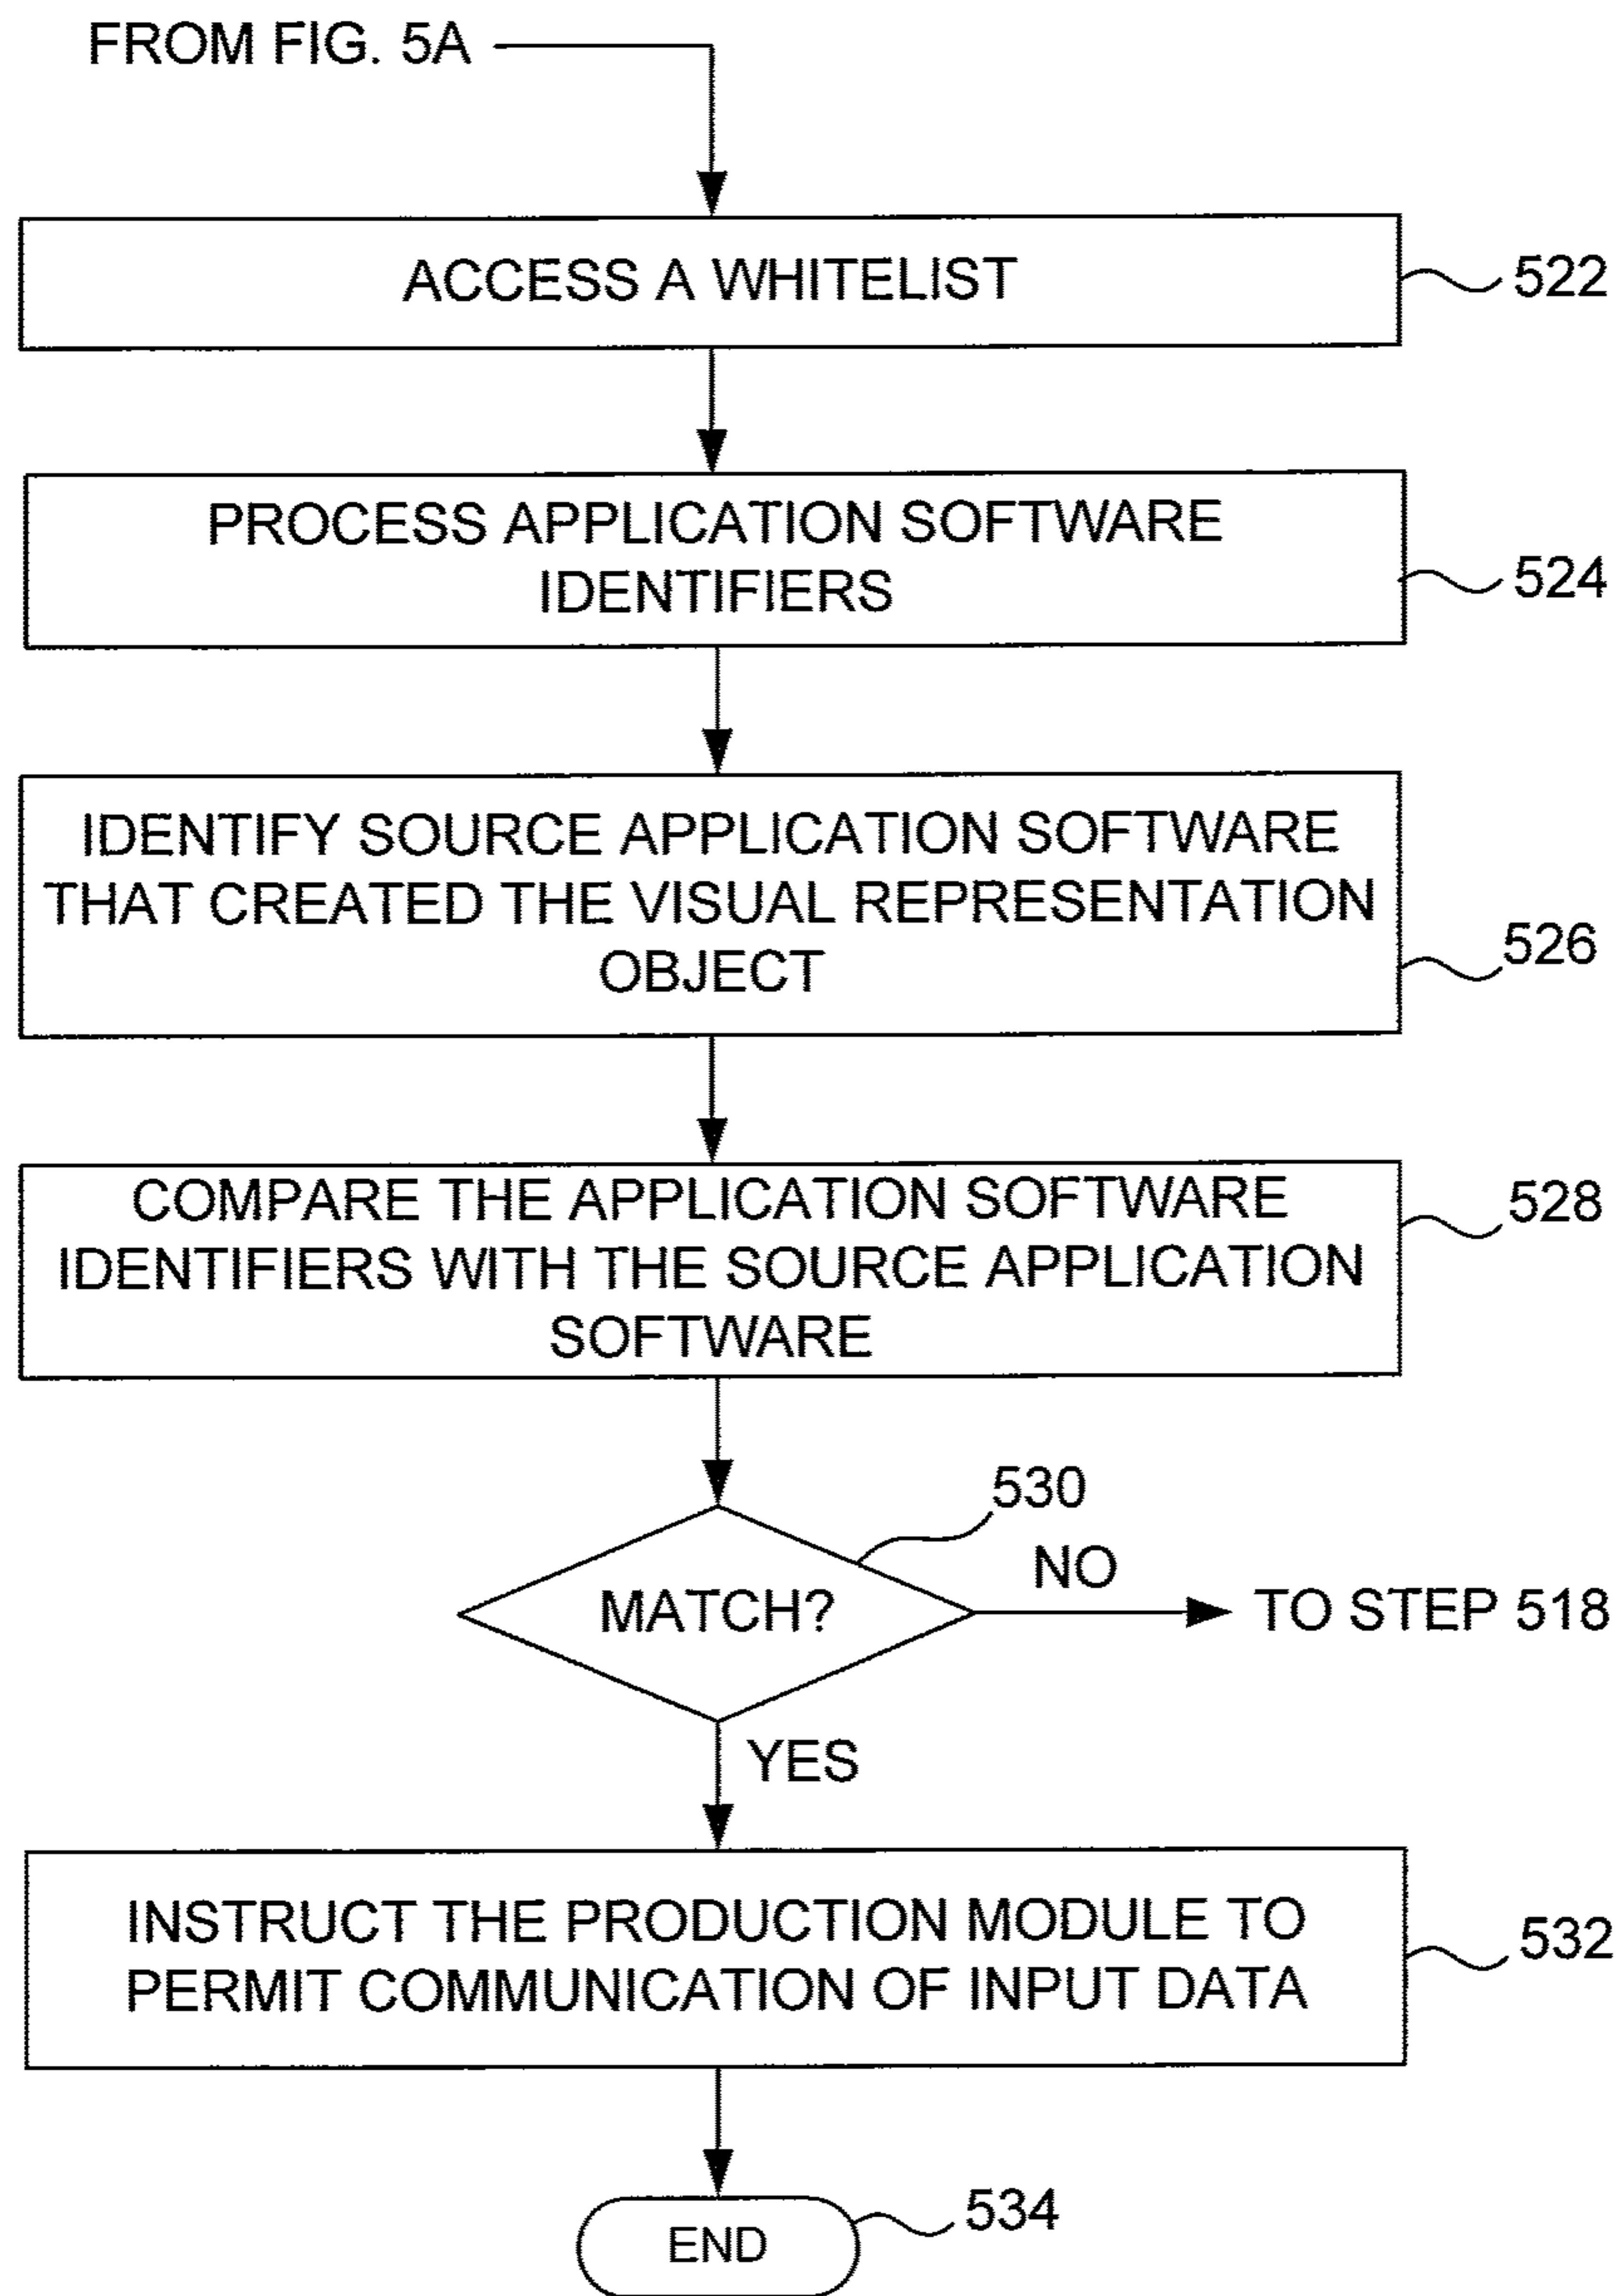 FROM FIG. 5A
ACCESS A WHITELIST
522
PROCESS APPLICATION SOFTWARE
IDENTIFIERS
524
IDENTIFY SOURCE APPLICATION SOFTWARE
THAT CREATED THE VISUAL REPRESENTATION
OBJECT
526
COMPARE THE APPLICATION SOFTWARE
IDENTIFIERS WITH THE SOURCE APPLICATION
SOFTWARE
528
530
MATCH?
NO
TO STEP 518
YES
INSTRUCT THE PRODUCTION MODULE TO
PERMIT COMMUNICATION OF INPUT DATA
532
END
534